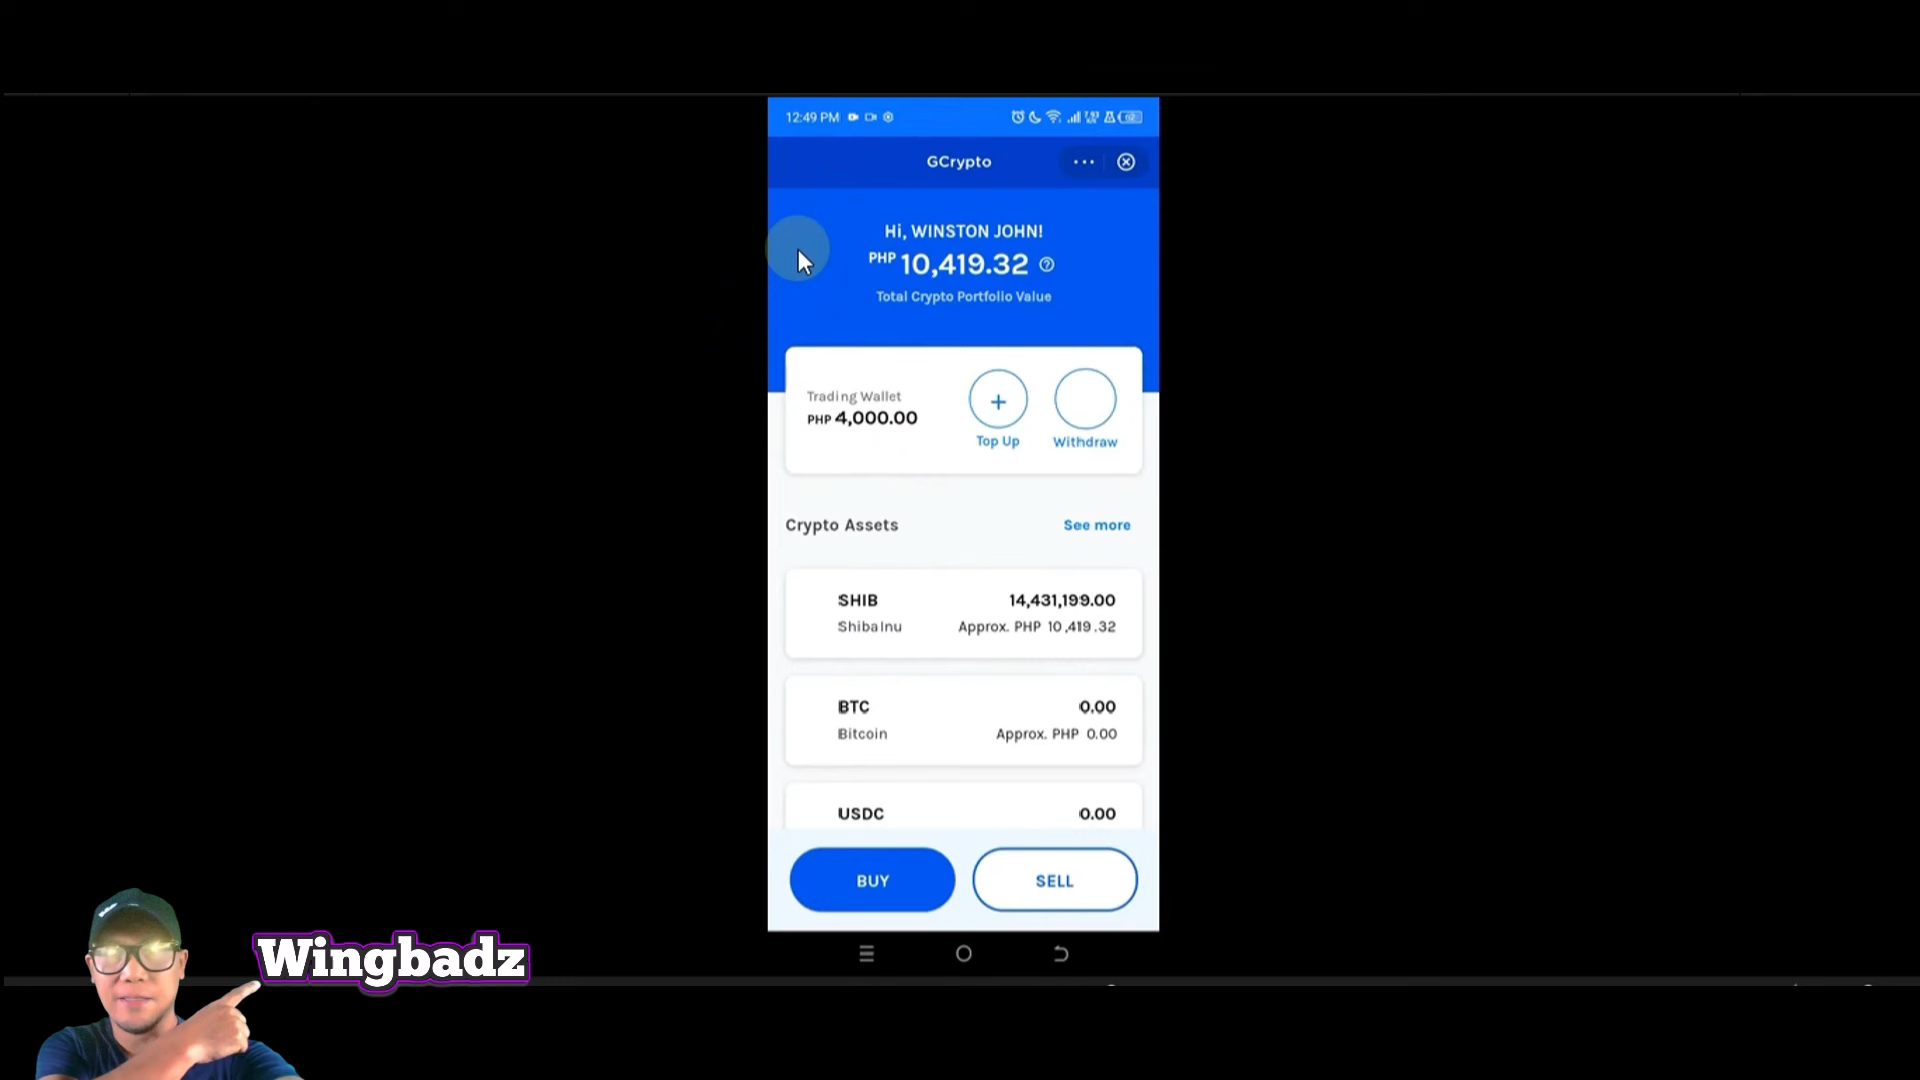 12:49 PM
GCrypto
Hi, WINSTON JOHN!
PHP 10,419.32
Total Crypto Portfolio Value
Trading Wallet
PHP 4,000.00
Top Up
Withdraw
Crypto Assets
See more
SHIB 14,431,199.00
Shiba Inu Approx. PHP 10,419.32
BTC 0.00
Bitcoin Approx. PHP 0.00
USDC 0.00
BUY
SELL
Wingbadz